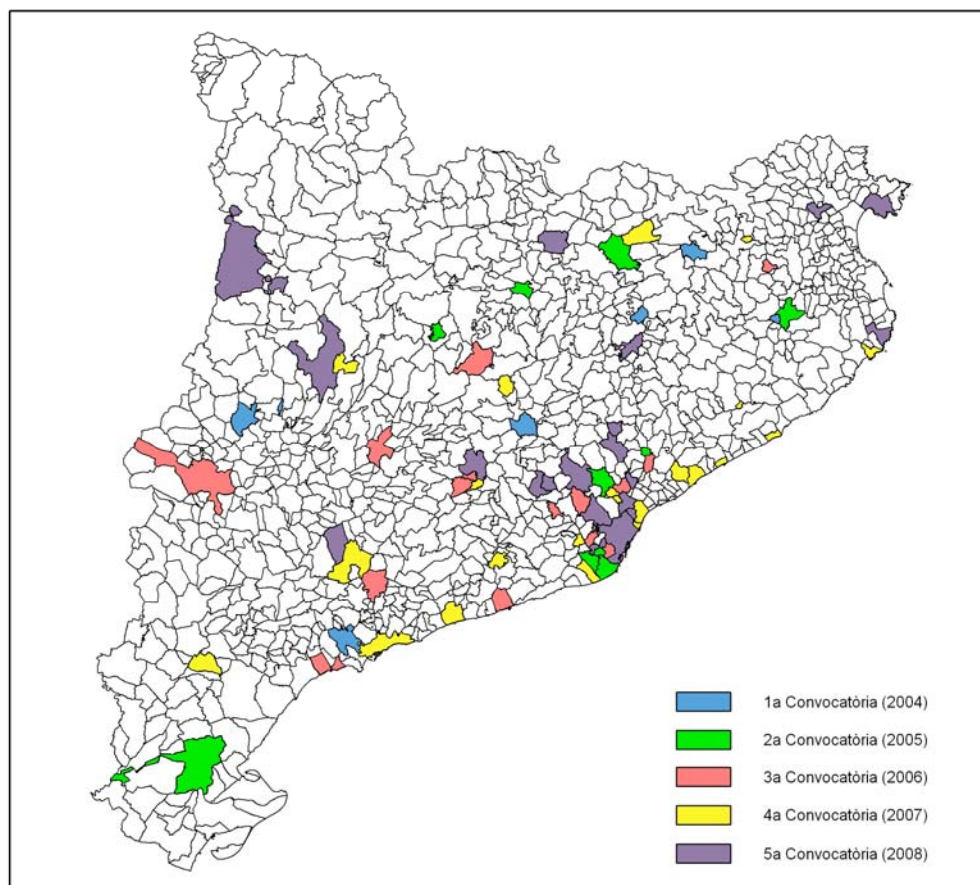 1a Convocatòria (2004)
2a Convocatòria (2005)
3a Convocatòria (2006)
4a Convocatòria (2007)
5a Convocatòria (2008)